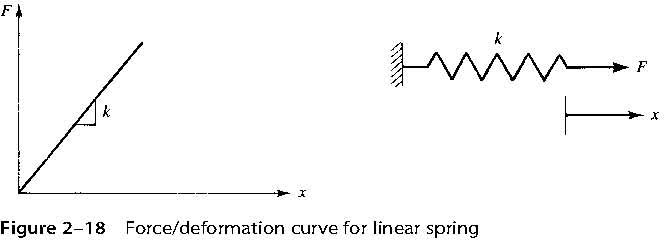 F
k
x
k
F
x
Figure 2–18 Force/deformation curve for linear spring